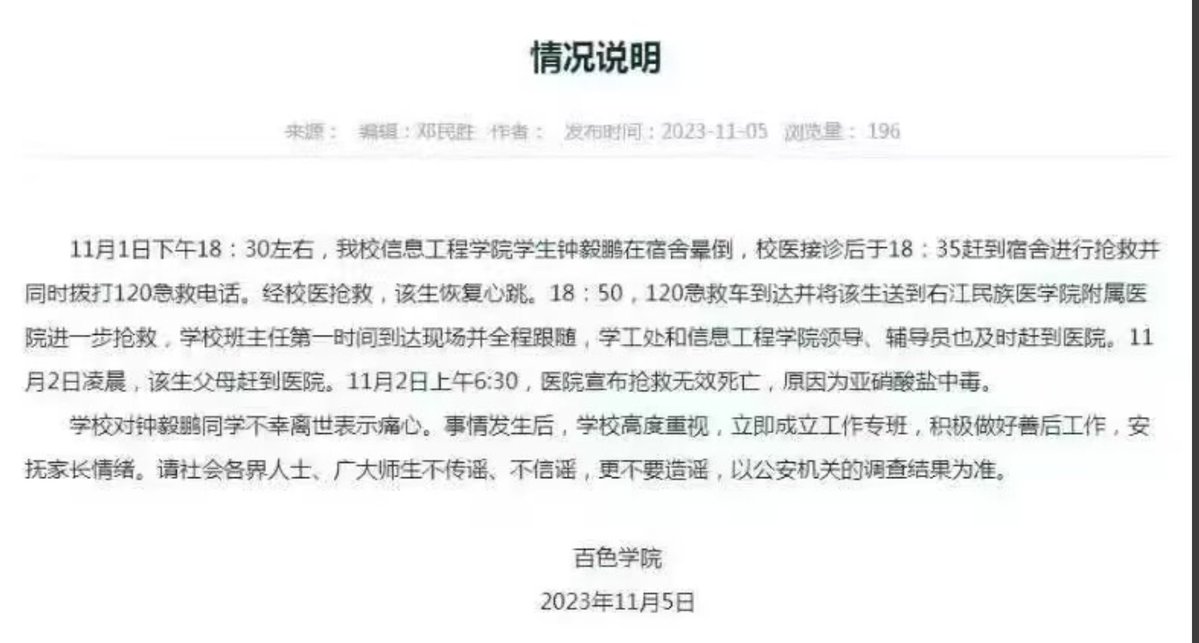 情况说明
来源： 编辑：邓民胜 作者： 发布时间：2023-11-05 浏览量： 196
11月1日下午18：30左右，我校信息工程学院学生钟毅鹏在宿舍晕倒，校医接诊后于18：35赶到宿舍进行抢救并
同时拨打120急救电话。经校医抢救，该生恢复心跳。18：50，120急救车到达并将该生送到右江民族医学院附属医
院进一步抢救，学校班主任第一时间到达现场并全程跟随，学工处和信息工程学院领导、辅导员也及时赶到医院。11
月2日凌晨，该生父母赶到医院。11月2日上午6:30，医院宣布抢救无效死亡，原因为亚硝酸盐中毒。
学校对钟毅鹏同学不幸离世表示痛心。事情发生后，学校高度重视，立即成立工作专班，积极做好善后工作，安
抚家长情绪。请社会各界人士、广大师生不传谣、不信谣，更不要造谣，以公安机关的调查结果为准。
百色学院
2023年11月5日